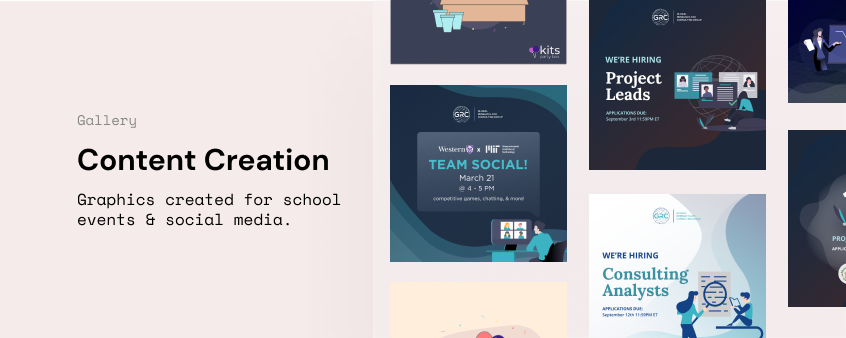 Gallery
Content Creation
Graphics created for school
events & social media.
kits
party box
GRC
Western x MIT
TEAM SOCIAL!
March 21
@ 4 - 5 PM
competitive games, chatting, & more!
GRC
WE'RE HIRING
Project
Leads
APPLICATIONS DUE:
September 3rd 11:59PM ET
GRC
WE'RE HIRING
Consulting
Analysts
APPLICATIONS DUE:
September 12th 11:59PM ET